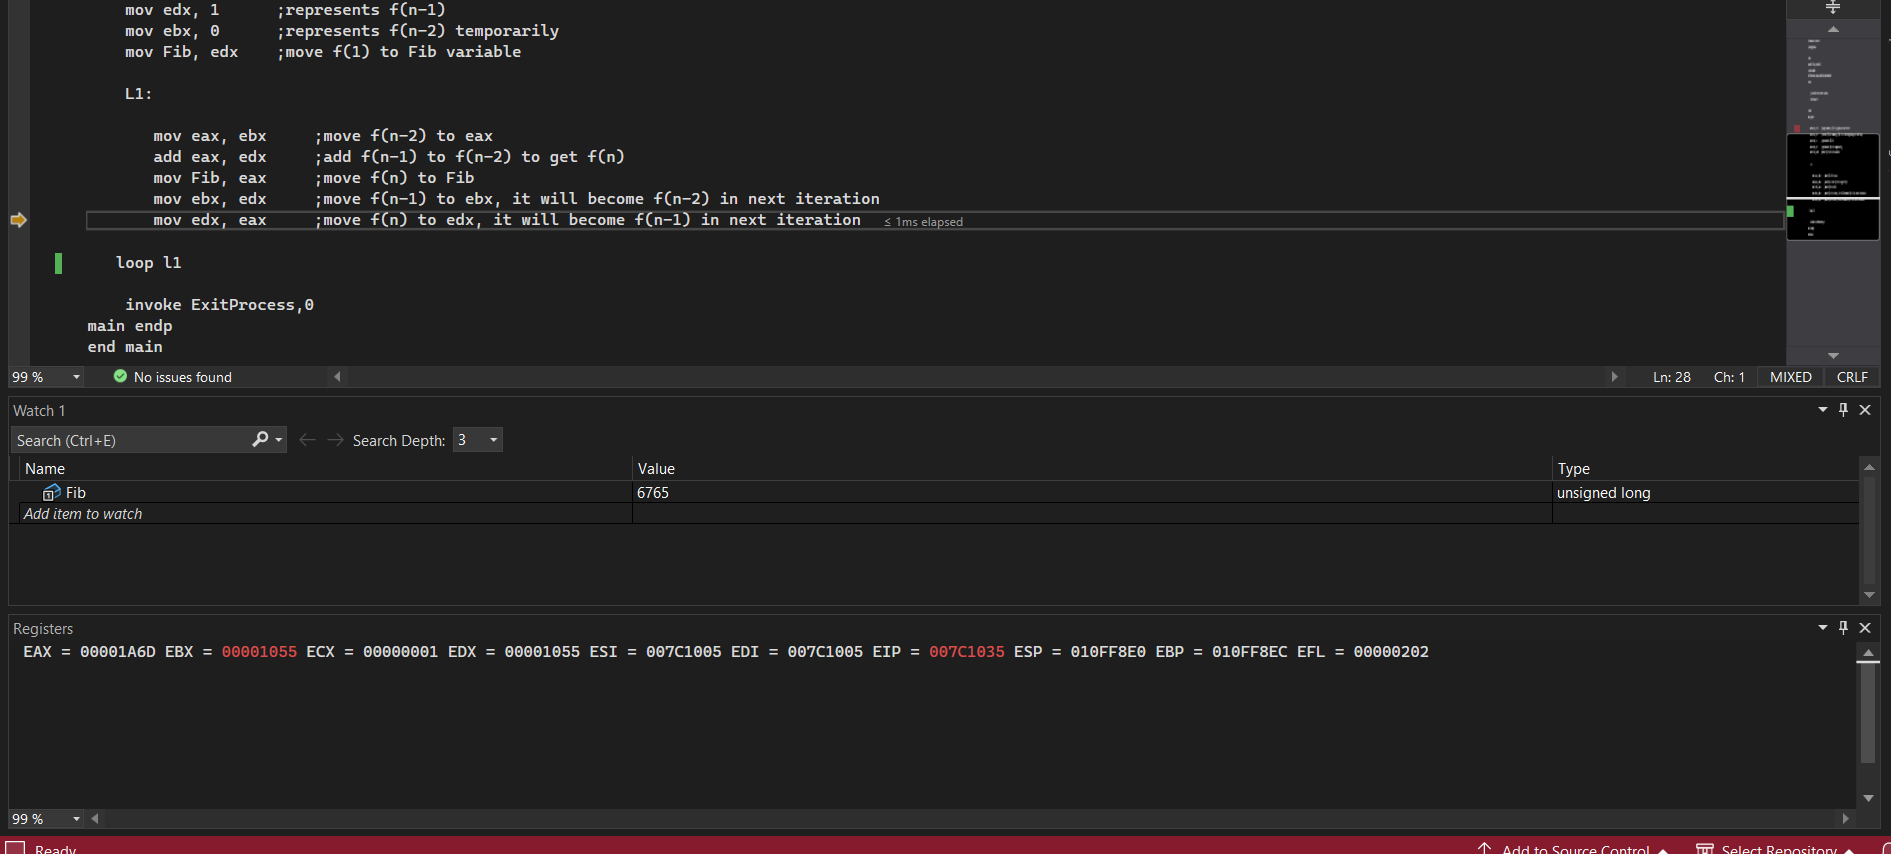 mov edx, 1 ;represents f(n-1)
mov ebx, 0 ;represents f(n-2) temporarily
mov Fib, edx ;move f(1) to Fib variable
L1:
mov eax, ebx ;move f(n-2) to eax
add eax, edx ;add f(n-1) to f(n-2) to get f(n)
mov Fib, eax ;move f(n) to Fib
mov ebx, edx ;move f(n-1) to ebx, it will become f(n-2) in next iteration
mov edx, eax ;move f(n) to edx, it will become f(n-1) in next iteration ≤ 1ms elapsed
loop l1
invoke ExitProcess,0
main endp
end main
99 % No issues found Ln: 28 Ch: 1 MIXED CRLF
Watch 1
Search (Ctrl+E) Search Depth: 3
Name Value Type
Fib 6765 unsigned long
Add item to watch
Registers
EAX = 00001A6D EBX = 00001055 ECX = 00000001 EDX = 00001055 ESI = 007C1005 EDI = 007C1005 EIP = 007C1035 ESP = 010FF8E0 EBP = 010FF8EC EFL = 00000202
99 %
Ready Add to Source Control Select Repository